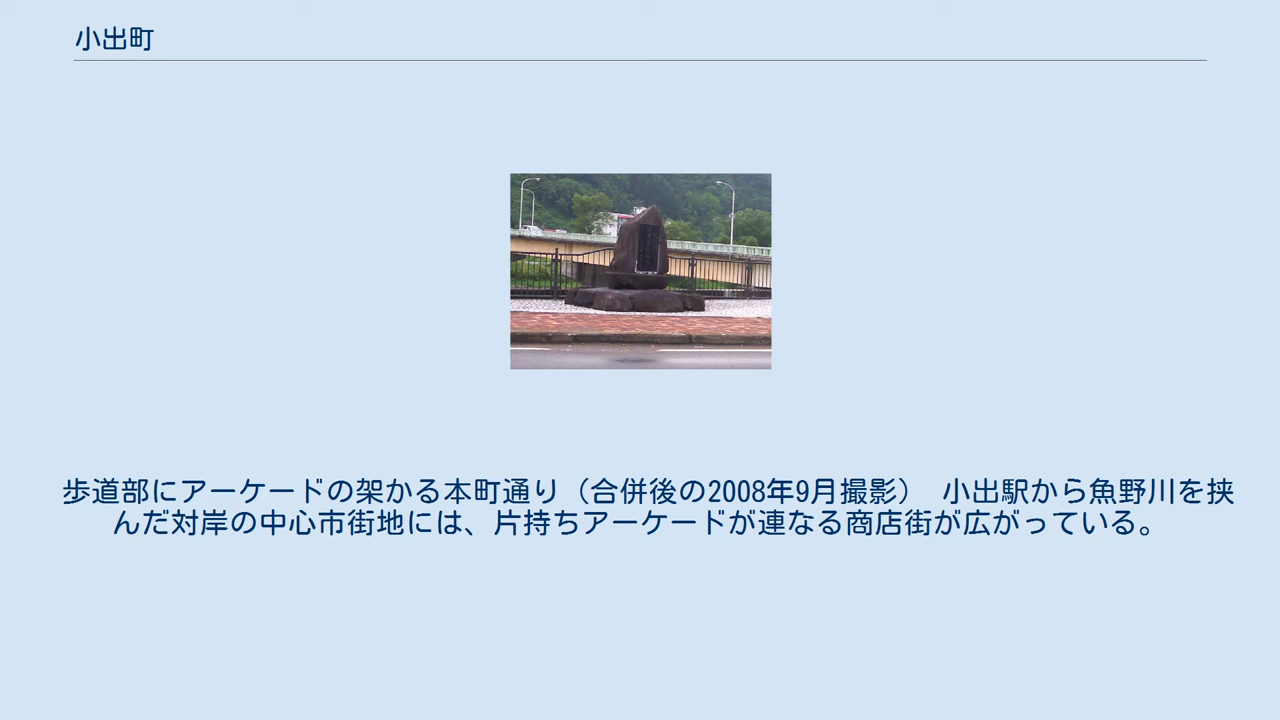 小出町
歩道部にアーケードの架かる本町通り（合併後の2008年9月撮影）　小出駅から魚野川を挟
んだ対岸の中心市街地には、片持ちアーケードが連なる商店街が広がっている。